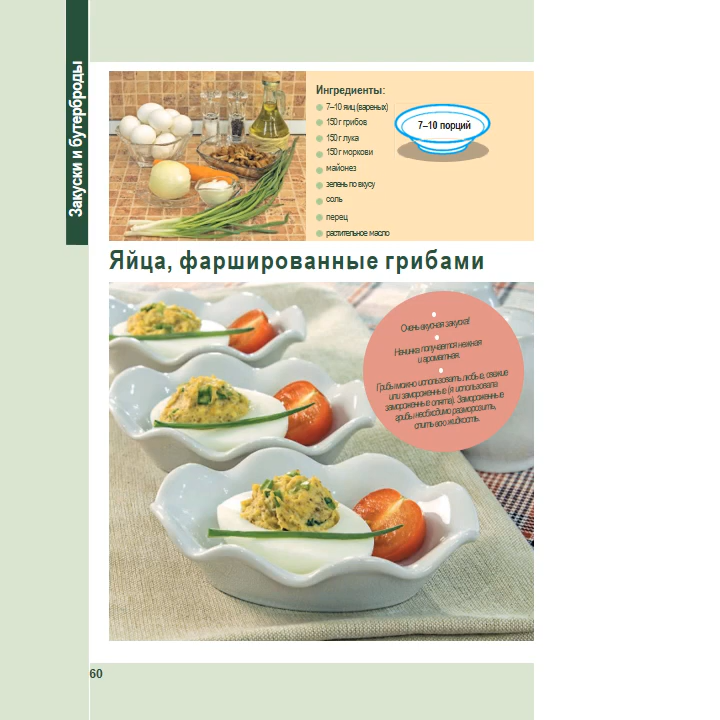 Закуски и бутерброды
Ингредиенты:
7–10 яиц (вареных)
150 г грибов
150 г лука
150 г моркови
майонез
зелень по вкусу
соль
перец
растительное масло
7–10 порций
Яйца, фаршированные грибами
Очень вкусная закуска!
Начинка получается нежная
и ароматная.
Грибы можно использовать любые, свежие
или замороженные (я использовала
замороженные опята). Замороженные
грибы необходимо разморозить,
слить всю жидкость.
60